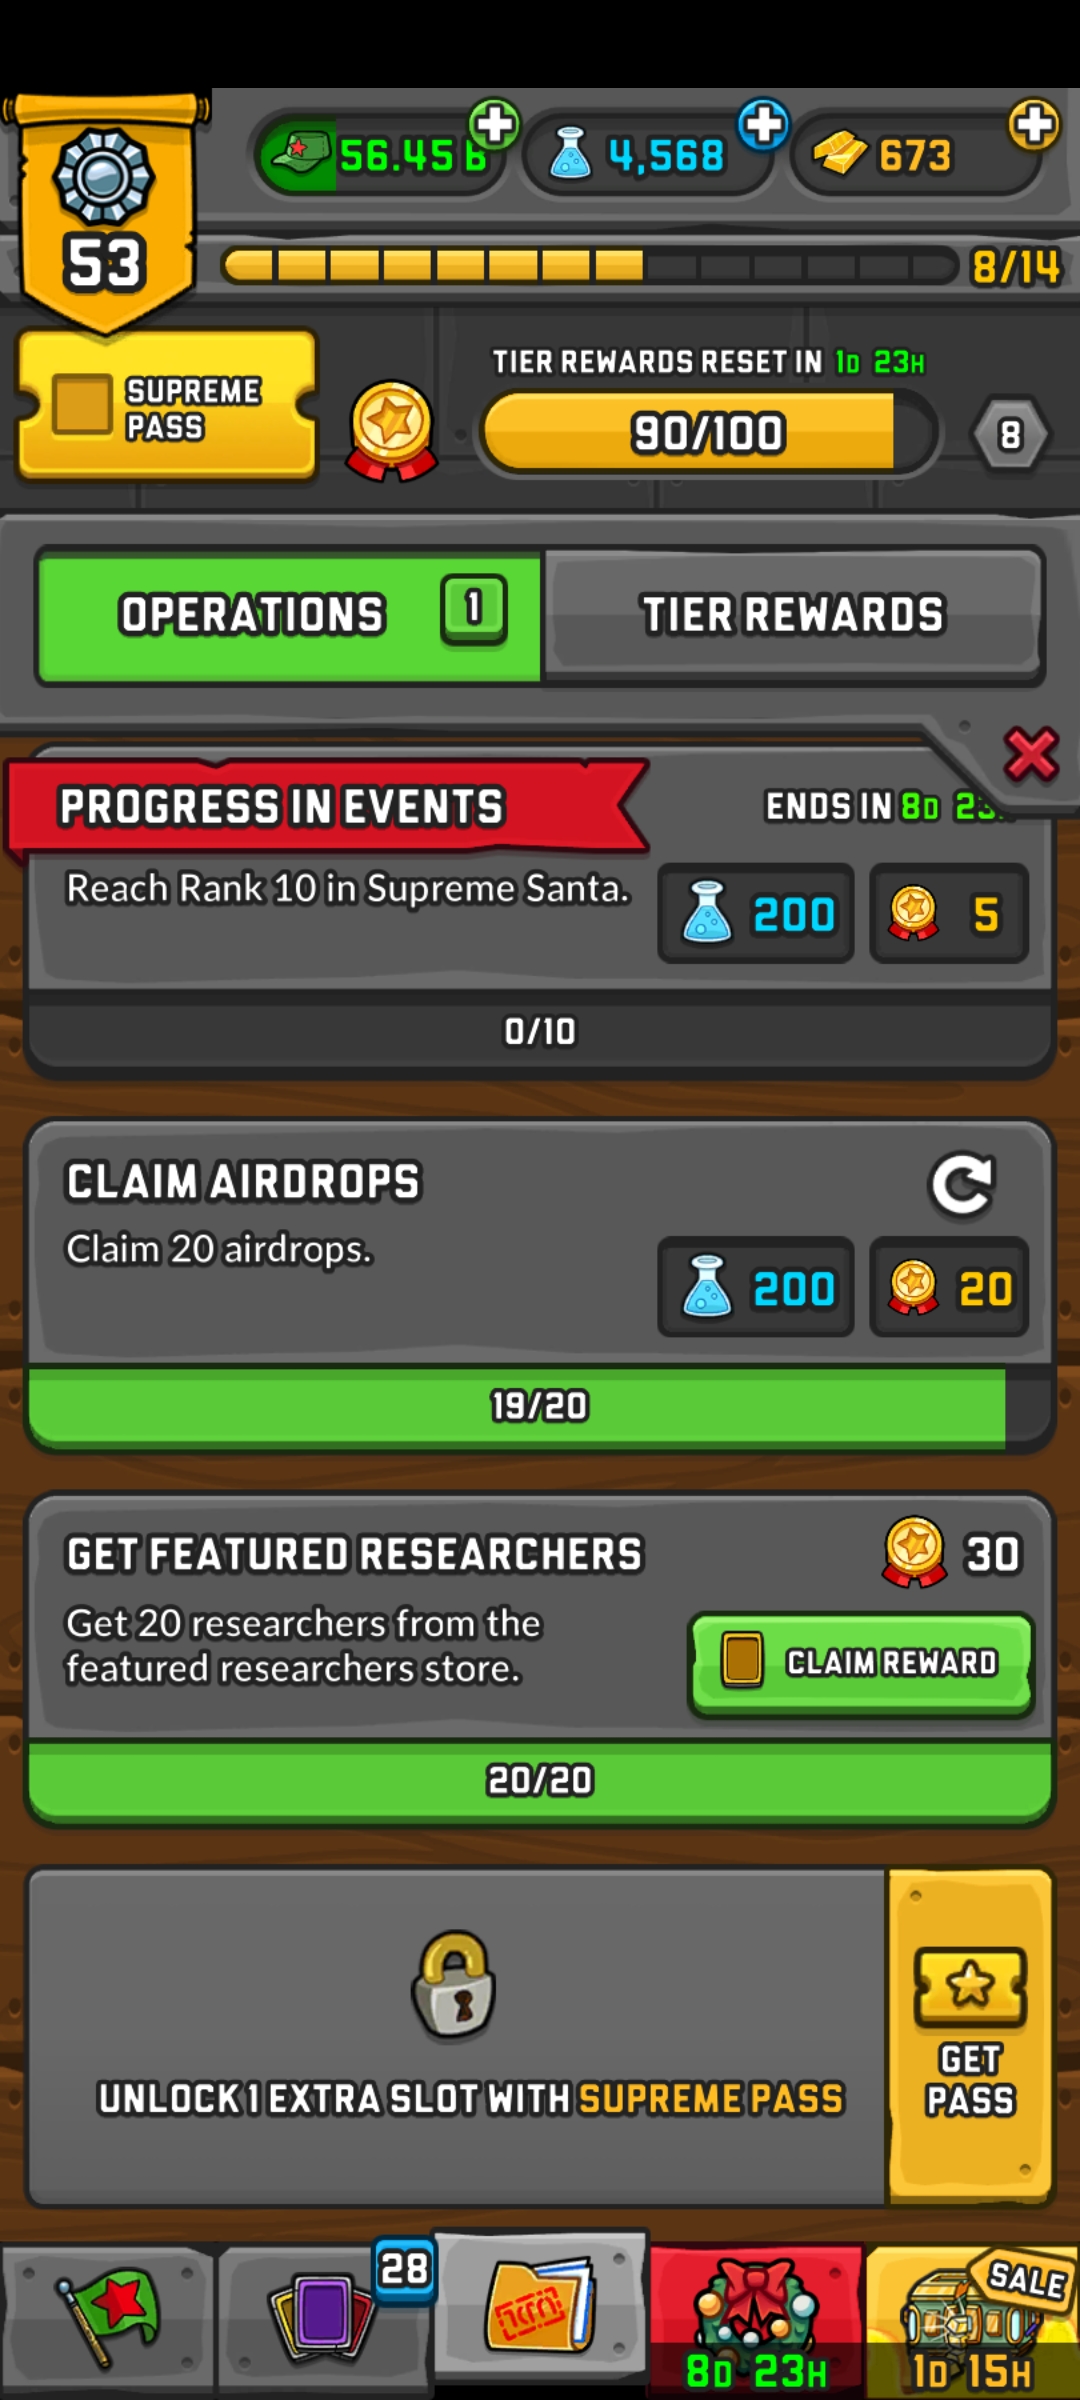 56.45 B
4,568
673
53
8/14
SUPREME
PASS
TIER REWARDS RESET IN 1D 23H
90/100
8
OPERATIONS 1
TIER REWARDS
PROGRESS IN EVENTS
ENDS IN 8D 23
Reach Rank 10 in Supreme Santa.
200
5
0/10
CLAIM AIRDROPS
Claim 20 airdrops.
200
20
19/20
GET FEATURED RESEARCHERS
30
Get 20 researchers from the
featured researchers store.
CLAIM REWARD
20/20
UNLOCK 1 EXTRA SLOT WITH SUPREME PASS
GET
PASS
28
SALE
8D 23H
1D 15H